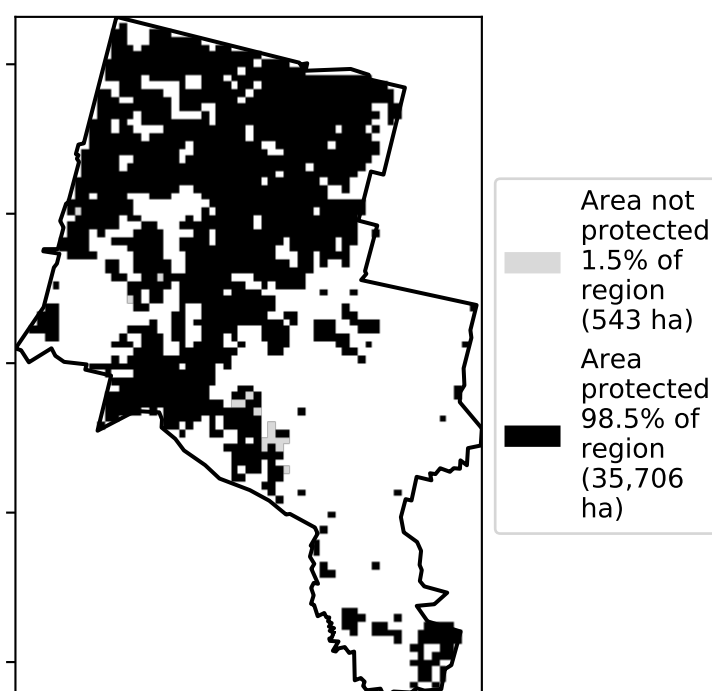 Area not
protected
1.5% of
region
(543 ha)
Area
protected
98.5% of
region
(35,706
ha)